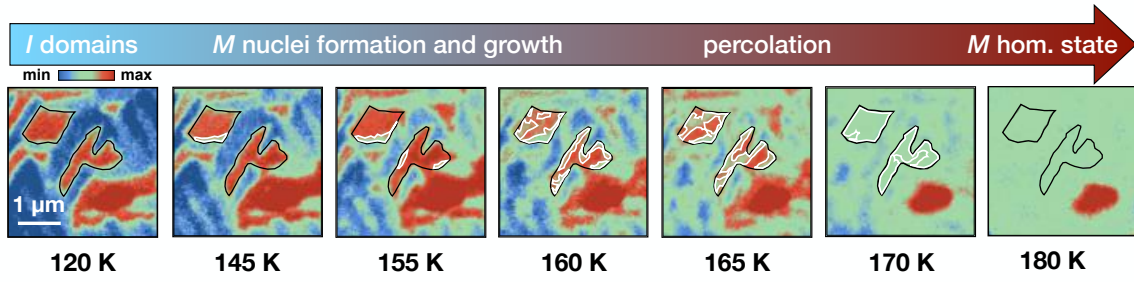 I domains M nuclei formation and growth percolation M hom. state
min max
1 μm
120 K 145 K 155 K 160 K 165 K 170 K 180 K